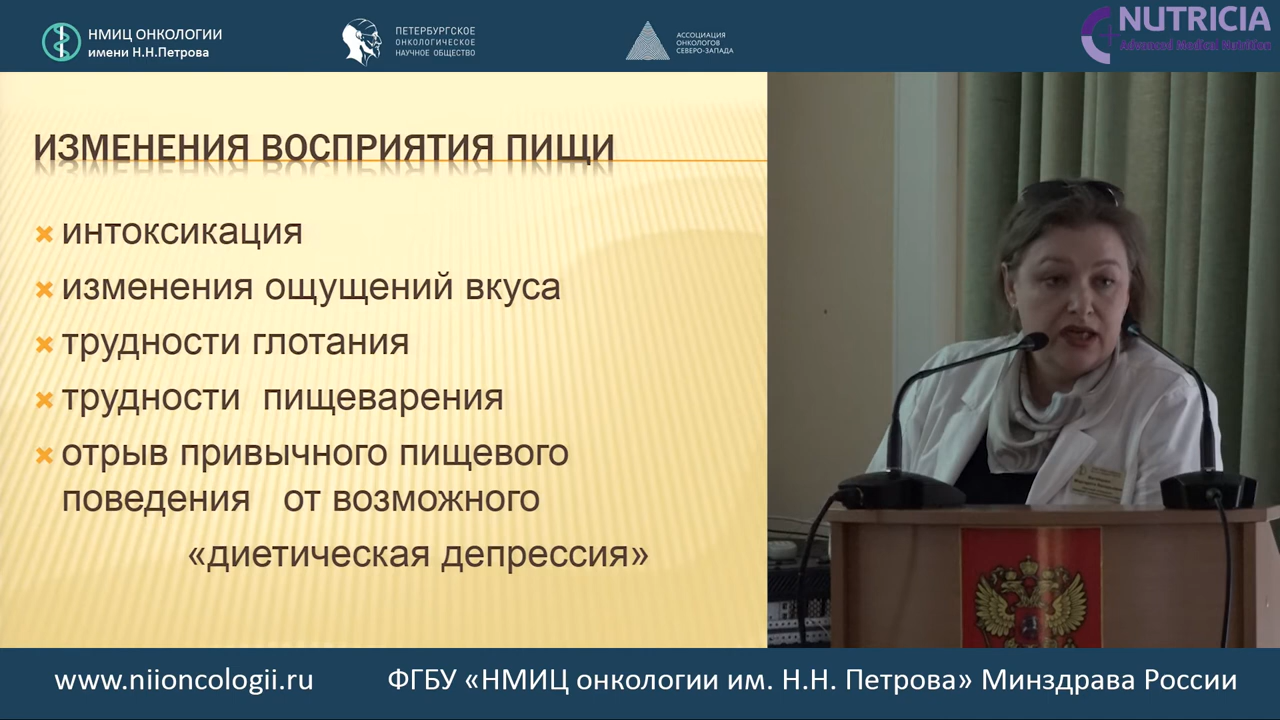 НМИЦ ОНКОЛОГИИ
имени Н.Н.Петрова
ПЕТЕРБУРГСКОЕ
ОНКОЛОГИЧЕСКОЕ
НАУЧНОЕ ОБЩЕСТВО
АССОЦИАЦИЯ
ОНКОЛОГОВ
СЕВЕРО-ЗАПАДА
NUTRICIA
Advanced Medical Nutrition
ИЗМЕНЕНИЯ ВОСПРИЯТИЯ ПИЩИ
интоксикация
изменения ощущений вкуса
трудности глотания
трудности пищеварения
отрыв привычного пищевого
поведения от возможного
«диетическая депрессия»
www.niioncologii.ru
ФГБУ «НМИЦ онкологии им. Н.Н. Петрова» Минздрава России